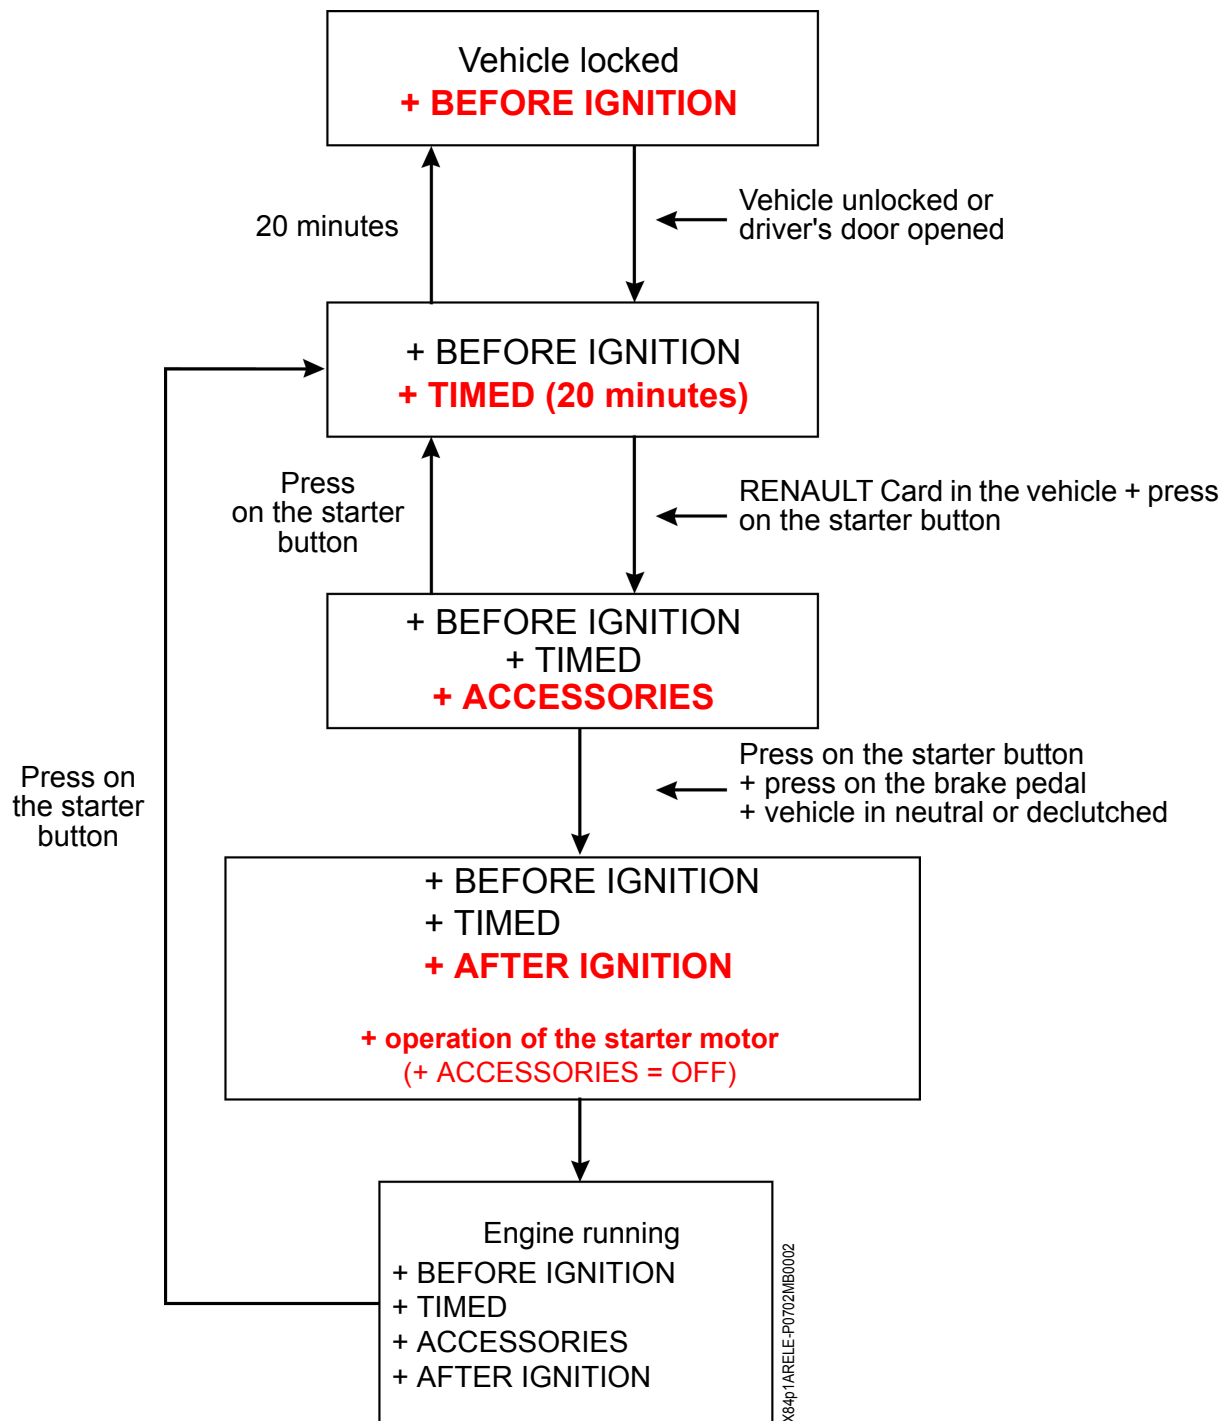 Vehicle locked
+ BEFORE IGNITION
20 minutes
Vehicle unlocked or
driver's door opened
+ BEFORE IGNITION
+ TIMED (20 minutes)
Press
on the starter
button
RENAULT Card in the vehicle + press
on the starter button
+ BEFORE IGNITION
+ TIMED
+ ACCESSORIES
Press on the starter button
+ press on the brake pedal
+ vehicle in neutral or declutched
Press on
the starter
button
+ BEFORE IGNITION
+ TIMED
+ AFTER IGNITION
+ operation of the starter motor
(+ ACCESSORIES = OFF)
Engine running
+ BEFORE IGNITION
+ TIMED
+ ACCESSORIES
+ AFTER IGNITION
X84p1ARELE-P0702MB0002